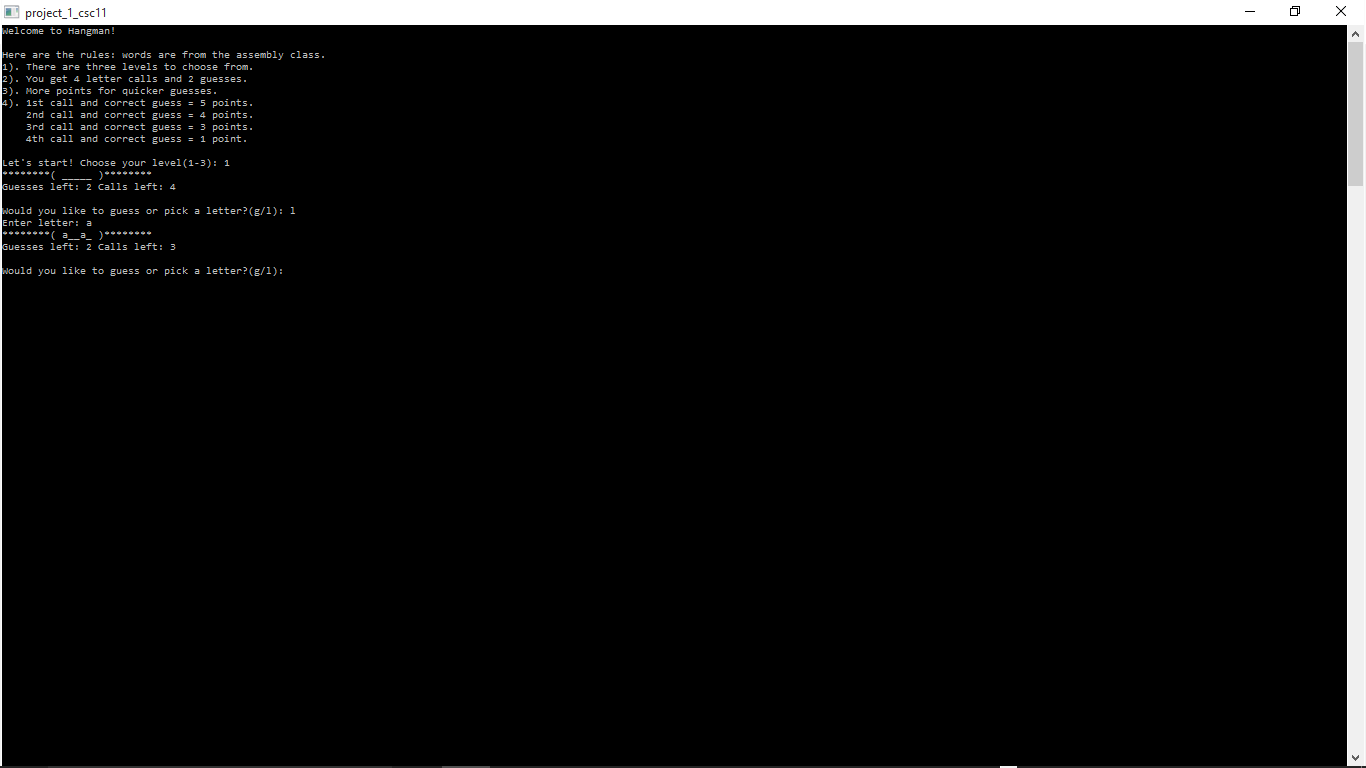 project_1_csc11
Welcome to Hangman!
Here are the rules: words are from the assembly class.
1). There are three levels to choose from.
2). You get 4 letter calls and 2 guesses.
3). More points for quicker guesses.
4). 1st call and correct guess = 5 points.
2nd call and correct guess = 4 points.
3rd call and correct guess = 3 points.
4th call and correct guess = 1 point.
Let's start! Choose your level(1-3): 1
********( _____ )********
Guesses left: 2 Calls left: 4
Would you like to guess or pick a letter?(g/l): l
Enter letter: a
********( a__a_ )********
Guesses left: 2 Calls left: 3
Would you like to guess or pick a letter?(g/l):